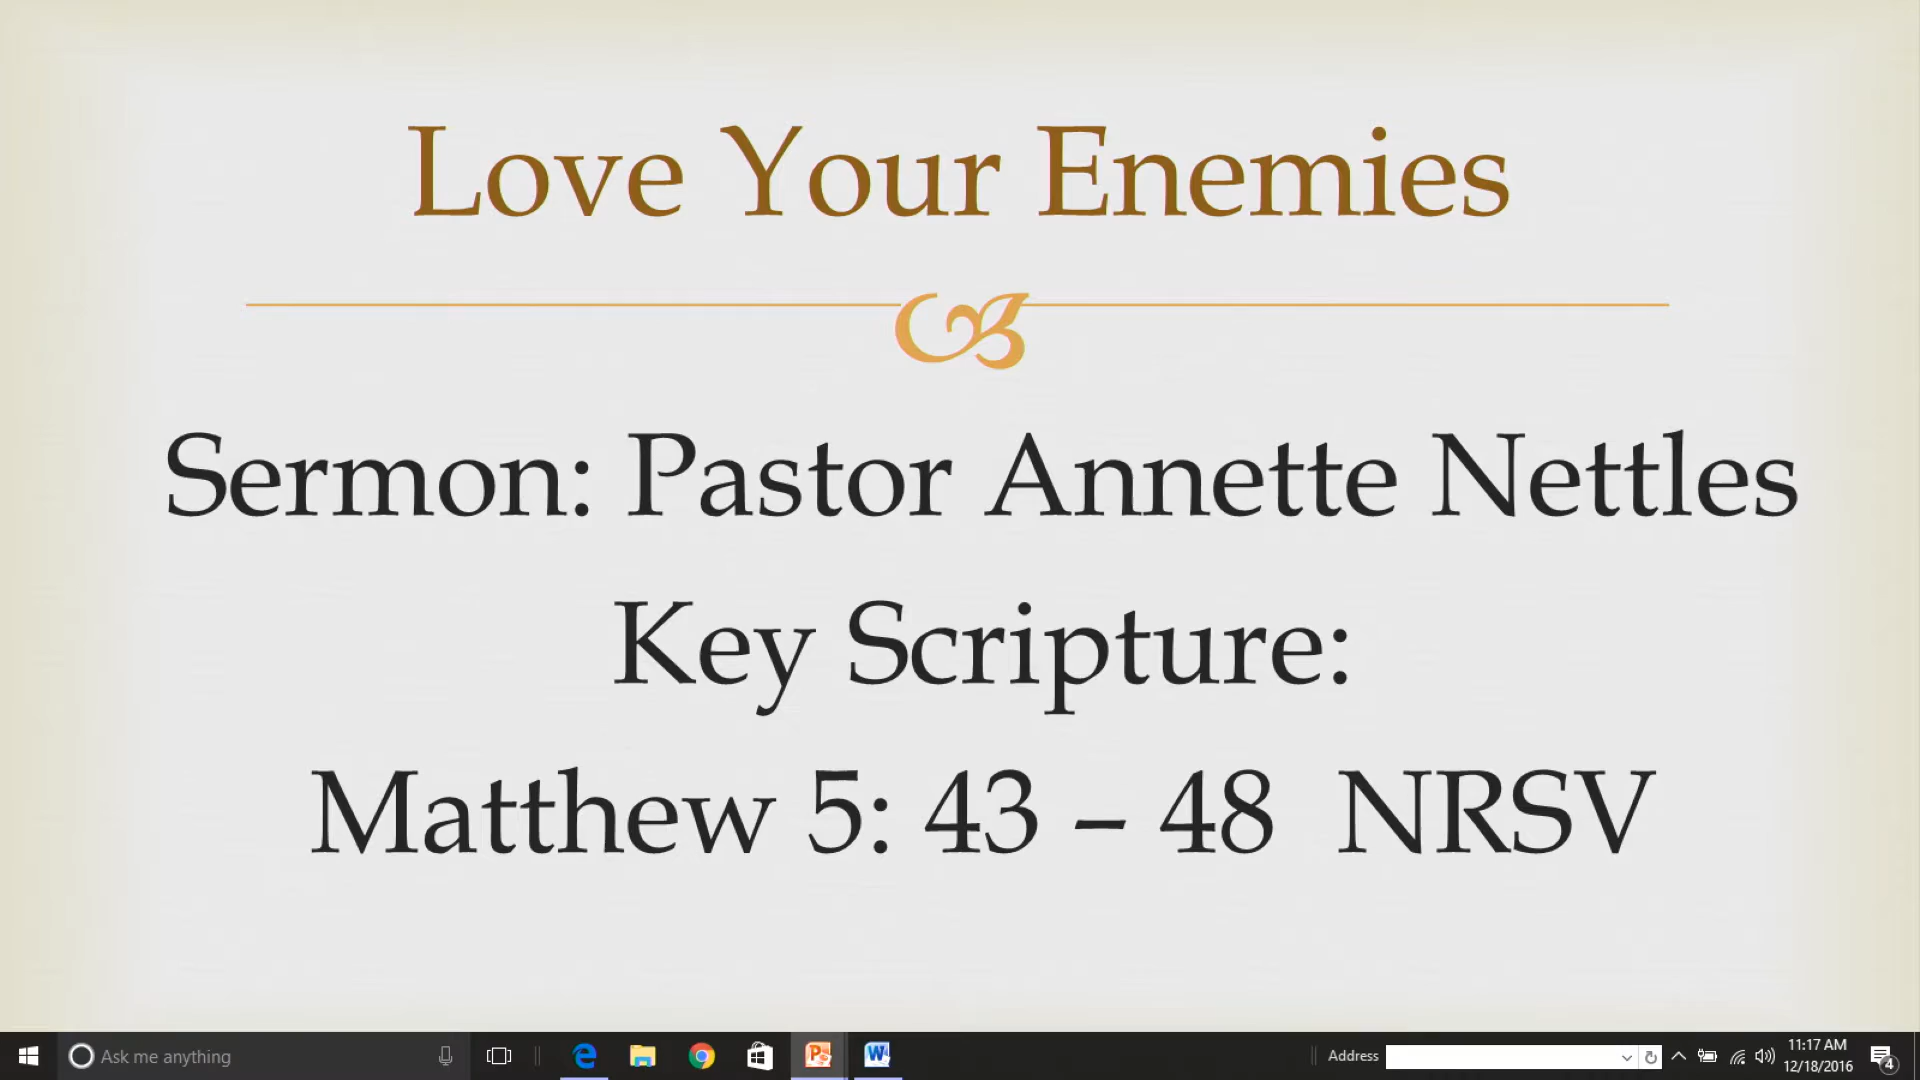 Love Your Enemies
Sermon: Pastor Annette Nettles
Key Scripture:
Matthew 5: 43 – 48  NRSV
Ask me anything
Address
11:17 AM
12/18/2016
4